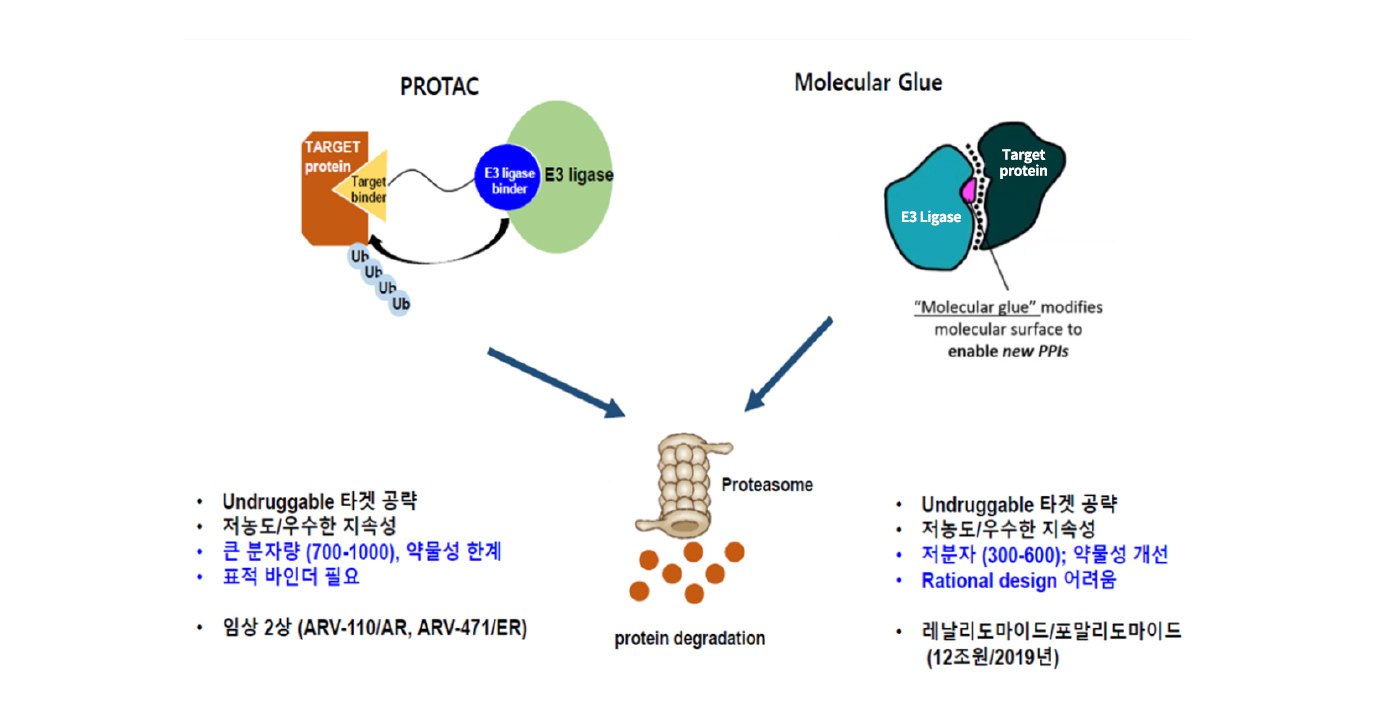 PROTAC
TARGET
protein
Target
binder
E3 ligase
binder
E3 ligase
Ub
Ub
Ub
Ub
Molecular Glue
Target
protein
E3 Ligase
“Molecular glue” modifies
molecular surface to
enable new PPIs
Proteasome
protein degradation
• Undruggable 타겟 공략
• 저농도/우수한 지속성
• 큰 분자량 (700-1000), 약물성 한계
• 표적 바인더 필요
• 임상 2상 (ARV-110/AR, ARV-471/ER)
• Undruggable 타겟 공략
• 저농도/우수한 지속성
• 저분자 (300-600); 약물성 개선
• Rational design 어려움
• 레날리도마이드/포말리도마이드
(12조원/2019년)